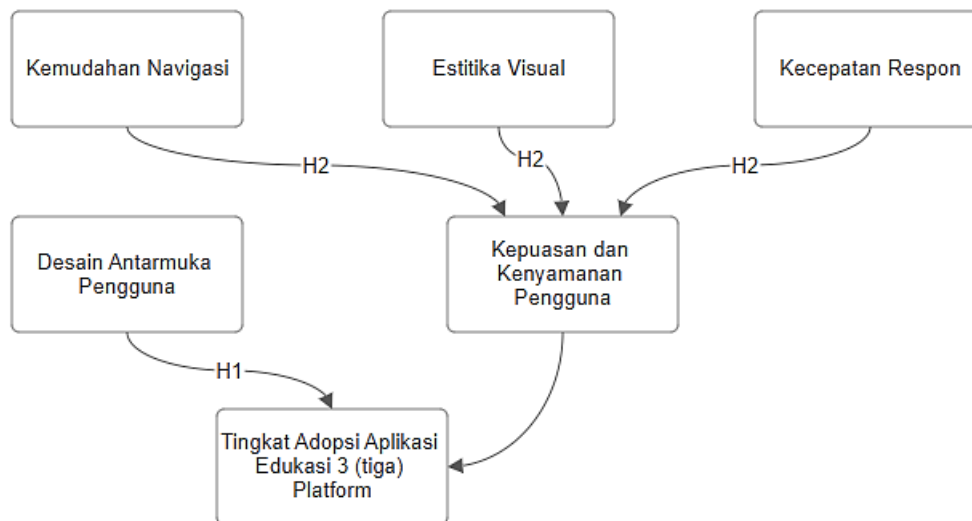 Kemudahan Navigasi
Estitika Visual
Kecepatan Respon
H2
H2
H2
Desain Antarmuka
Pengguna
Kepuasan dan
Kenyamanan
Pengguna
H1
Tingkat Adopsi Aplikasi
Edukasi 3 (tiga)
Platform